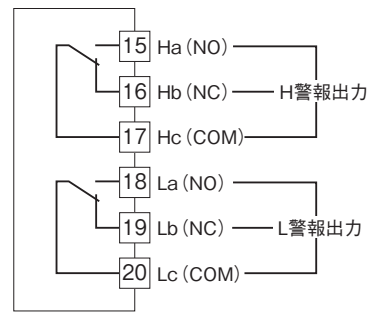 15 Ha (NO)
16 Hb (NC) H警報出力
17 Hc (COM)
18 La (NO)
19 Lb (NC) L警報出力
20 Lc (COM)